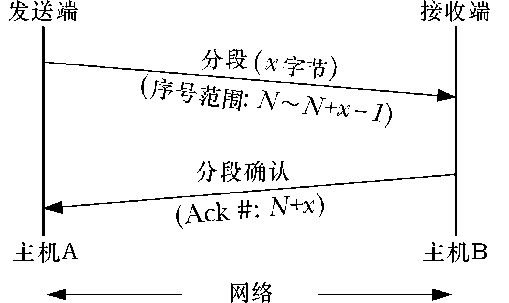 发送端 接收端
分段 (x 字节)
(序号范围: N~N+x-1)
分段确认
(Ack #: N+x)
主机A 主机B
网络